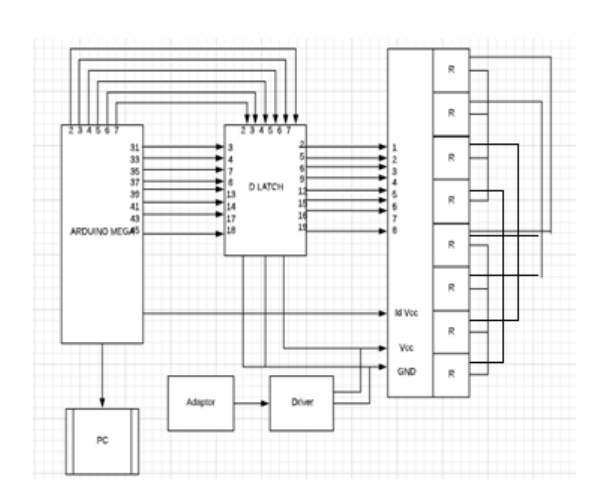 2 3 4 5 6 7
2 3 4 5 6 7
31
33
35
37
39
41
43
45
ARDUINO MEGA
3
4
7
8
13
14
17
18
D LATCH
2
5
6
9
12
15
16
19
1
2
3
4
5
6
7
8
Id Vcc
Vcc
GND
R
R
R
R
R
R
R
R
Adaptor
Driver
PC